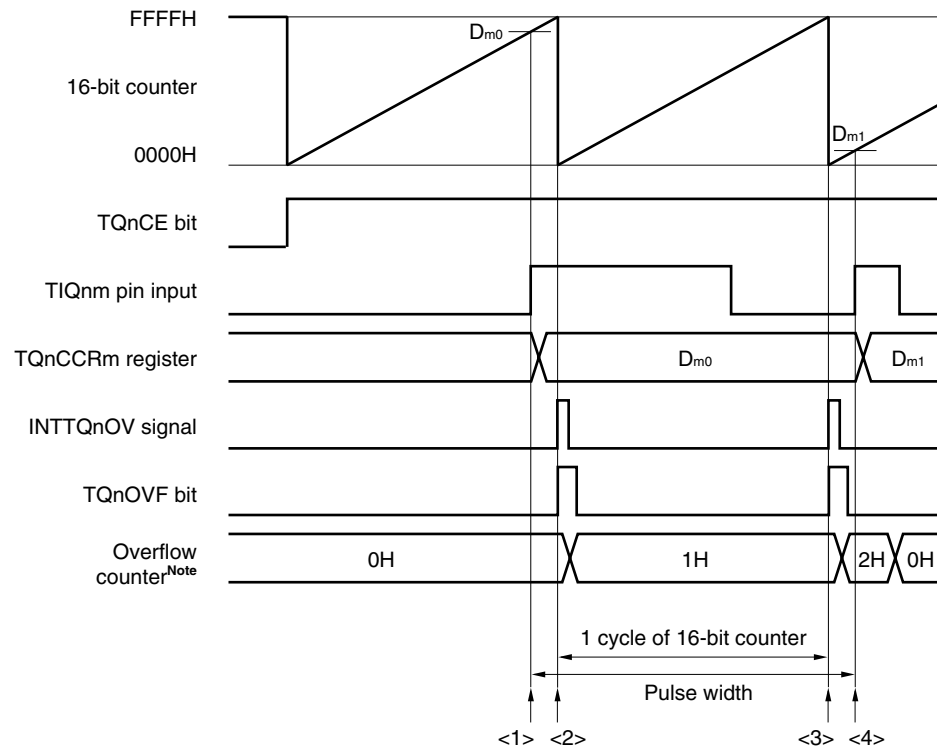 FFFFH
Dm0
16-bit counter
Dm1
0000H
TQnCE bit
TIQnm pin input
TQnCCRm register
Dm0
Dm1
INTTQnOV signal
TQnOVF bit
Overflow
counterNote
0H
1H
2H
0H
1 cycle of 16-bit counter
Pulse width
<1> <2> <3> <4>